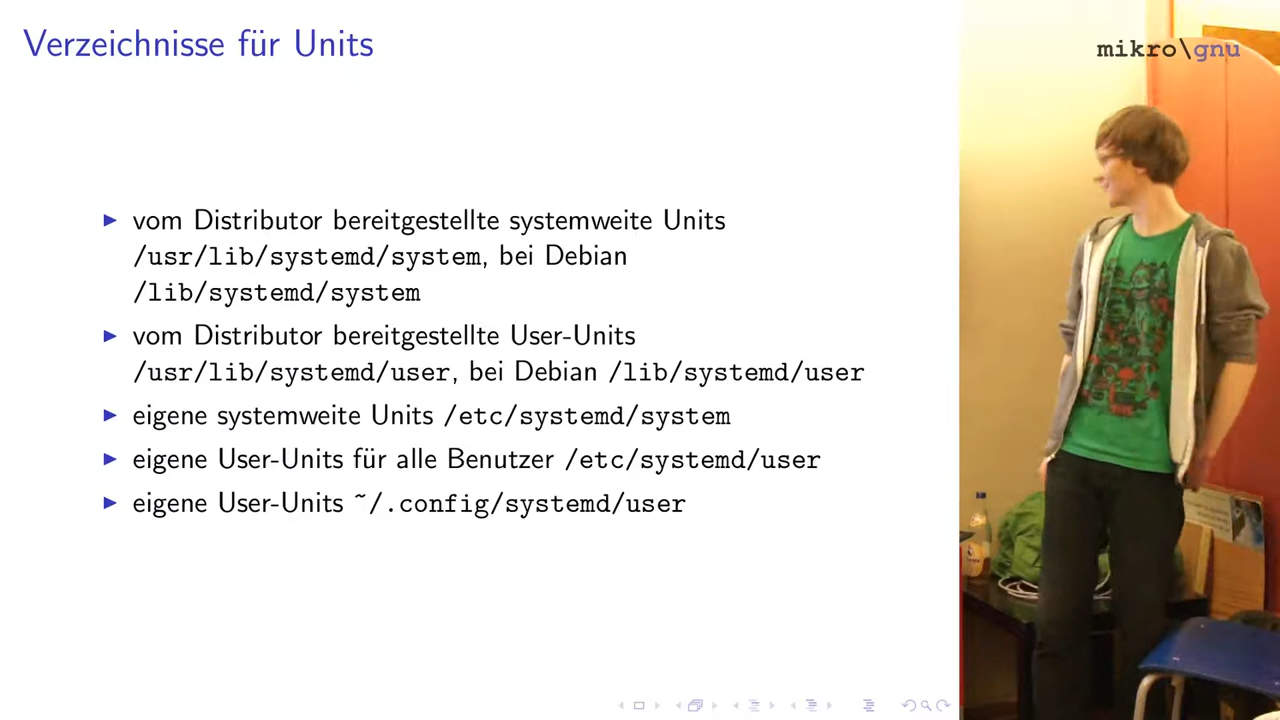 Verzeichnisse für Units
mikro\gnu
vom Distributor bereitgestellte systemweite Units
/usr/lib/systemd/system, bei Debian
/lib/systemd/system
vom Distributor bereitgestellte User-Units
/usr/lib/systemd/user, bei Debian /lib/systemd/user
eigene systemweite Units /etc/systemd/system
eigene User-Units für alle Benutzer /etc/systemd/user
eigene User-Units ~/.config/systemd/user